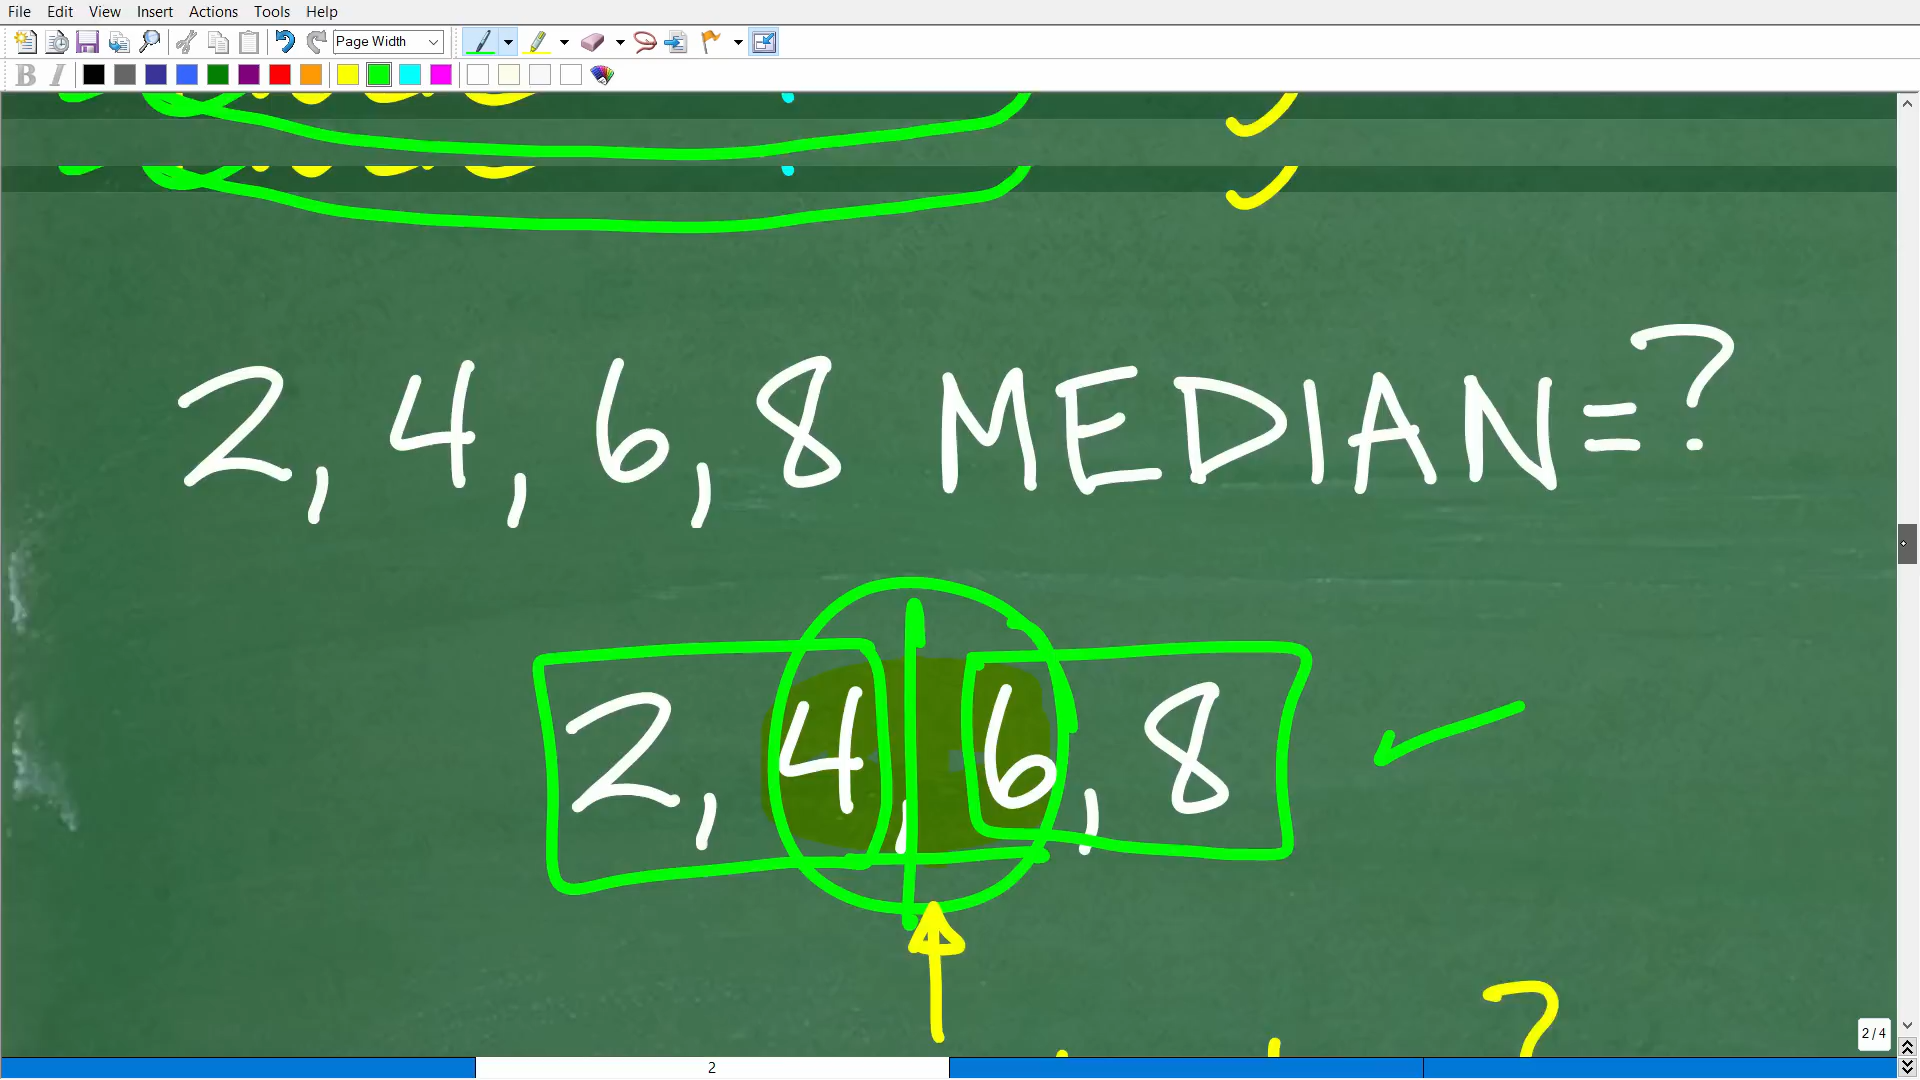 File Edit View Insert Actions Tools Help
Page Width
B I
2, 4, 6, 8 MEDIAN=?
2, 4, 6, 8
?
2 / 4
2